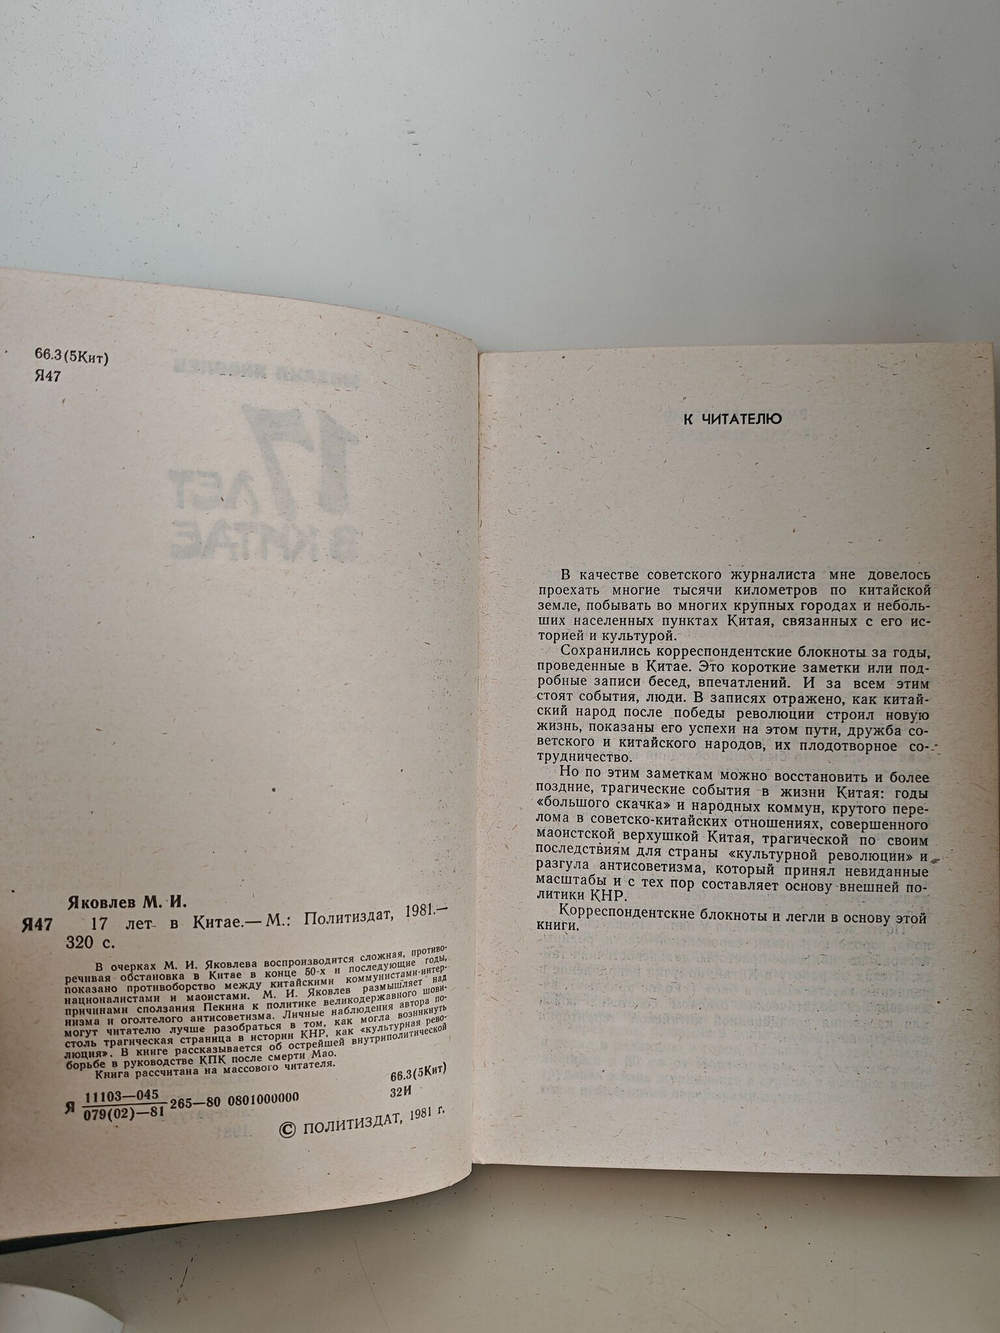 66.3(5Кит)
Я47
Яковлев М. И.
Я47 17 лет в Китае.— М.: Политиздат, 1981.—
320 с.
В очерках М. И. Яковлева воспроизводится сложная, противо-
речивая обстановка в Китае в конце 50-х и последующие годы,
показано противоборство между китайскими коммунистами-интер-
националистами и маоистами. М. И. Яковлев размышляет над
причинами сползания Пекина к политике великодержавного шови-
низма и оголтелого антисоветизма. Личные наблюдения автора по-
могут читателю лучше разобраться в том, как могла возникнуть
столь трагическая страница в истории КНР, как «культурная рево-
люция». В книге рассказывается об острейшей внутриполитической
борьбе в руководстве КПК после смерти Мао.
Книга рассчитана на массового читателя.
Я 11103—045
079(02)—81 265—80 0801000000
66.3(5Кит)
32И
© ПОЛИТИЗДАТ, 1981 г.
К ЧИТАТЕЛЮ
В качестве советского журналиста мне довелось
проехать многие тысячи километров по китайской
земле, побывать во многих крупных городах и неболь-
ших населенных пунктах Китая, связанных с его ис-
торией и культурой.
Сохранились корреспондентские блокноты за годы,
проведенные в Китае. Это короткие заметки или под-
робные записи бесед, впечатлений. И за всем этим
стоят события, люди. В записях отражено, как китай-
ский народ после победы революции строил новую
жизнь, показаны его успехи на этом пути, дружба со-
ветского и китайского народов, их плодотворное со-
трудничество.
Но по этим заметкам можно восстановить и более
поздние, трагические события в жизни Китая: годы
«большого скачка» и народных коммун, крутого пере-
лома в советско-китайских отношениях, совершенного
маоистской верхушкой Китая, трагической по своим
последствиям для страны «культурной революции» и
разгула антисоветизма, который принял невиданные
масштабы и с тех пор составляет основу внешней по-
литики КНР.
Корреспондентские блокноты и легли в основу этой
книги.